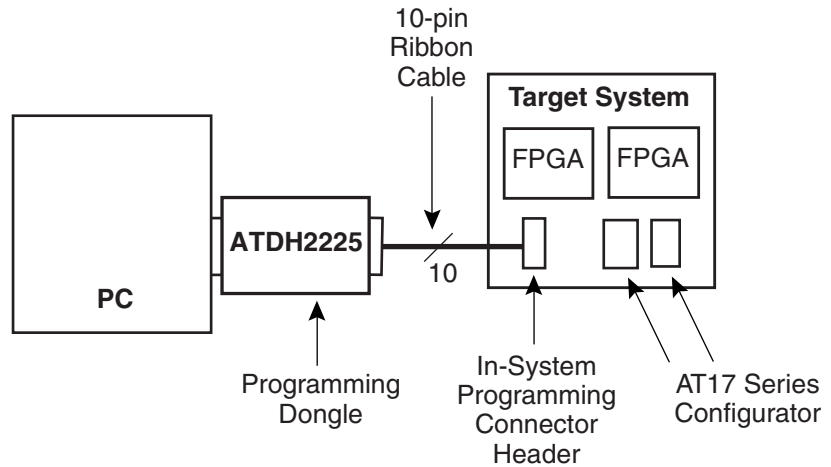 10-pin
Ribbon
Cable
Target System
FPGA
FPGA
ATDH2225
10
PC
Programming
Dongle
In-System
Programming
Connector
Header
AT17 Series
Configurator